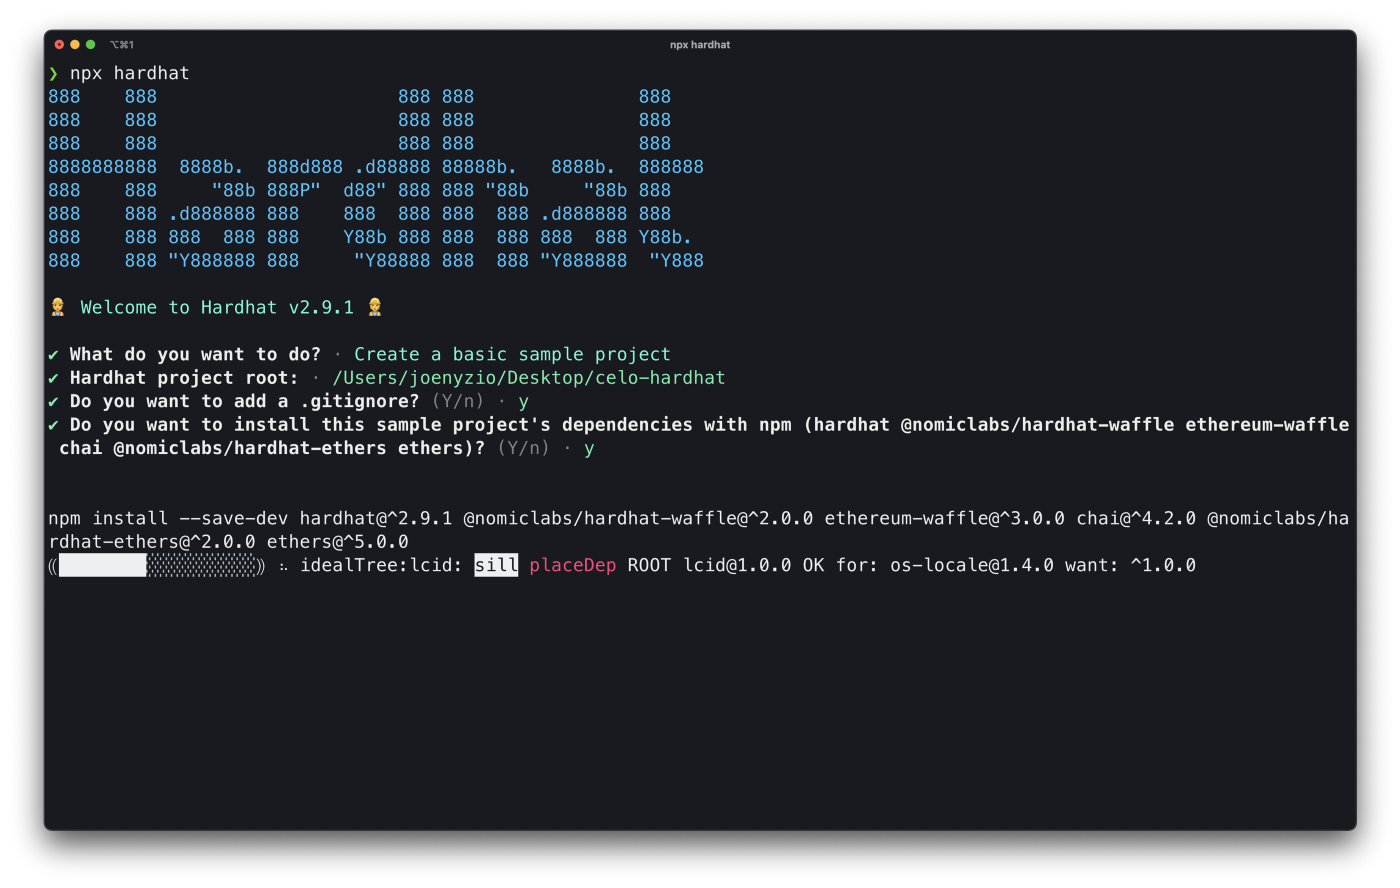 ⌥⌘1 npx hardhat
❯ npx hardhat
888    888                      888 888               888
888    888                      888 888               888
888    888                      888 888               888
8888888888  8888b.  888d888 .d88888 88888b.   8888b.  888888
888    888     "88b 888P"  d88" 888 888 "88b     "88b 888
888    888 .d888888 888    888  888 888  888 .d888888 888
888    888 888  888 888    Y88b 888 888  888 888  888 Y88b.
888    888 "Y888888 888     "Y88888 888  888 "Y888888  "Y888
Welcome to Hardhat v2.9.1
✔ What do you want to do? · Create a basic sample project
✔ Hardhat project root: · /Users/joenyzio/Desktop/celo-hardhat
✔ Do you want to add a .gitignore? (Y/n) · y
✔ Do you want to install this sample project's dependencies with npm (hardhat @nomiclabs/hardhat-waffle ethereum-waffle
chai @nomiclabs/hardhat-ethers ethers)? (Y/n) · y
npm install --save-dev hardhat@^2.9.1 @nomiclabs/hardhat-waffle@^2.0.0 ethereum-waffle@^3.0.0 chai@^4.2.0 @nomiclabs/ha
rdhat-ethers@^2.0.0 ethers@^5.0.0
idealTree:lcid: sill placeDep ROOT lcid@1.0.0 OK for: os-locale@1.4.0 want: ^1.0.0